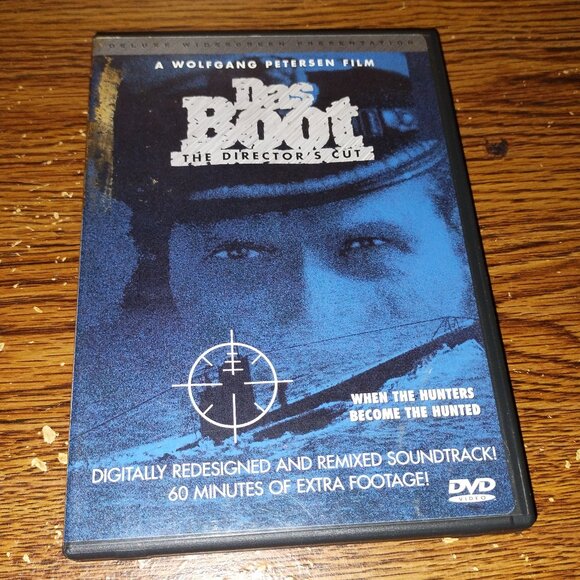 DELUXE WIDESCREEN PRESENTATION
A WOLFGANG PETERSEN FILM
Das
Boot
THE DIRECTOR'S CUT
WHEN THE HUNTERS
BECOME THE HUNTED
DIGITALLY REDESIGNED AND REMIXED SOUNDTRACK!
60 MINUTES OF EXTRA FOOTAGE!
DVD
VIDEO